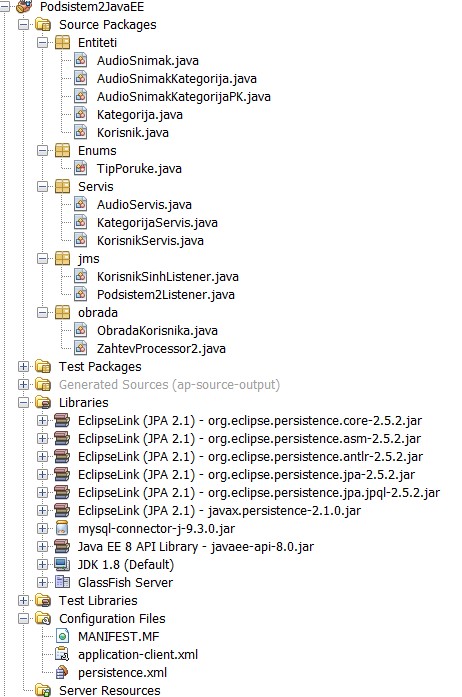 Podsistem2JavaEE
Source Packages
Entiteti
AudioSnimak.java
AudioSnimakKategorija.java
AudioSnimakKategorijaPK.java
Kategorija.java
Korisnik.java
Enums
TipPoruke.java
Servis
AudioServis.java
KategorijaServis.java
KorisnikServis.java
jms
KorisnikSinhListener.java
Podsistem2Listener.java
obrada
ObradaKorisnika.java
ZahtevProcessor2.java
Test Packages
Generated Sources (ap-source-output)
Libraries
EclipseLink (JPA 2.1) - org.eclipse.persistence.core-2.5.2.jar
EclipseLink (JPA 2.1) - org.eclipse.persistence.asm-2.5.2.jar
EclipseLink (JPA 2.1) - org.eclipse.persistence.antlr-2.5.2.jar
EclipseLink (JPA 2.1) - org.eclipse.persistence.jpa-2.5.2.jar
EclipseLink (JPA 2.1) - org.eclipse.persistence.jpa.jpql-2.5.2.jar
EclipseLink (JPA 2.1) - javax.persistence-2.1.0.jar
mysql-connector-j-9.3.0.jar
Java EE 8 API Library - javaee-api-8.0.jar
JDK 1.8 (Default)
GlassFish Server
Test Libraries
Configuration Files
MANIFEST.MF
application-client.xml
persistence.xml
Server Resources